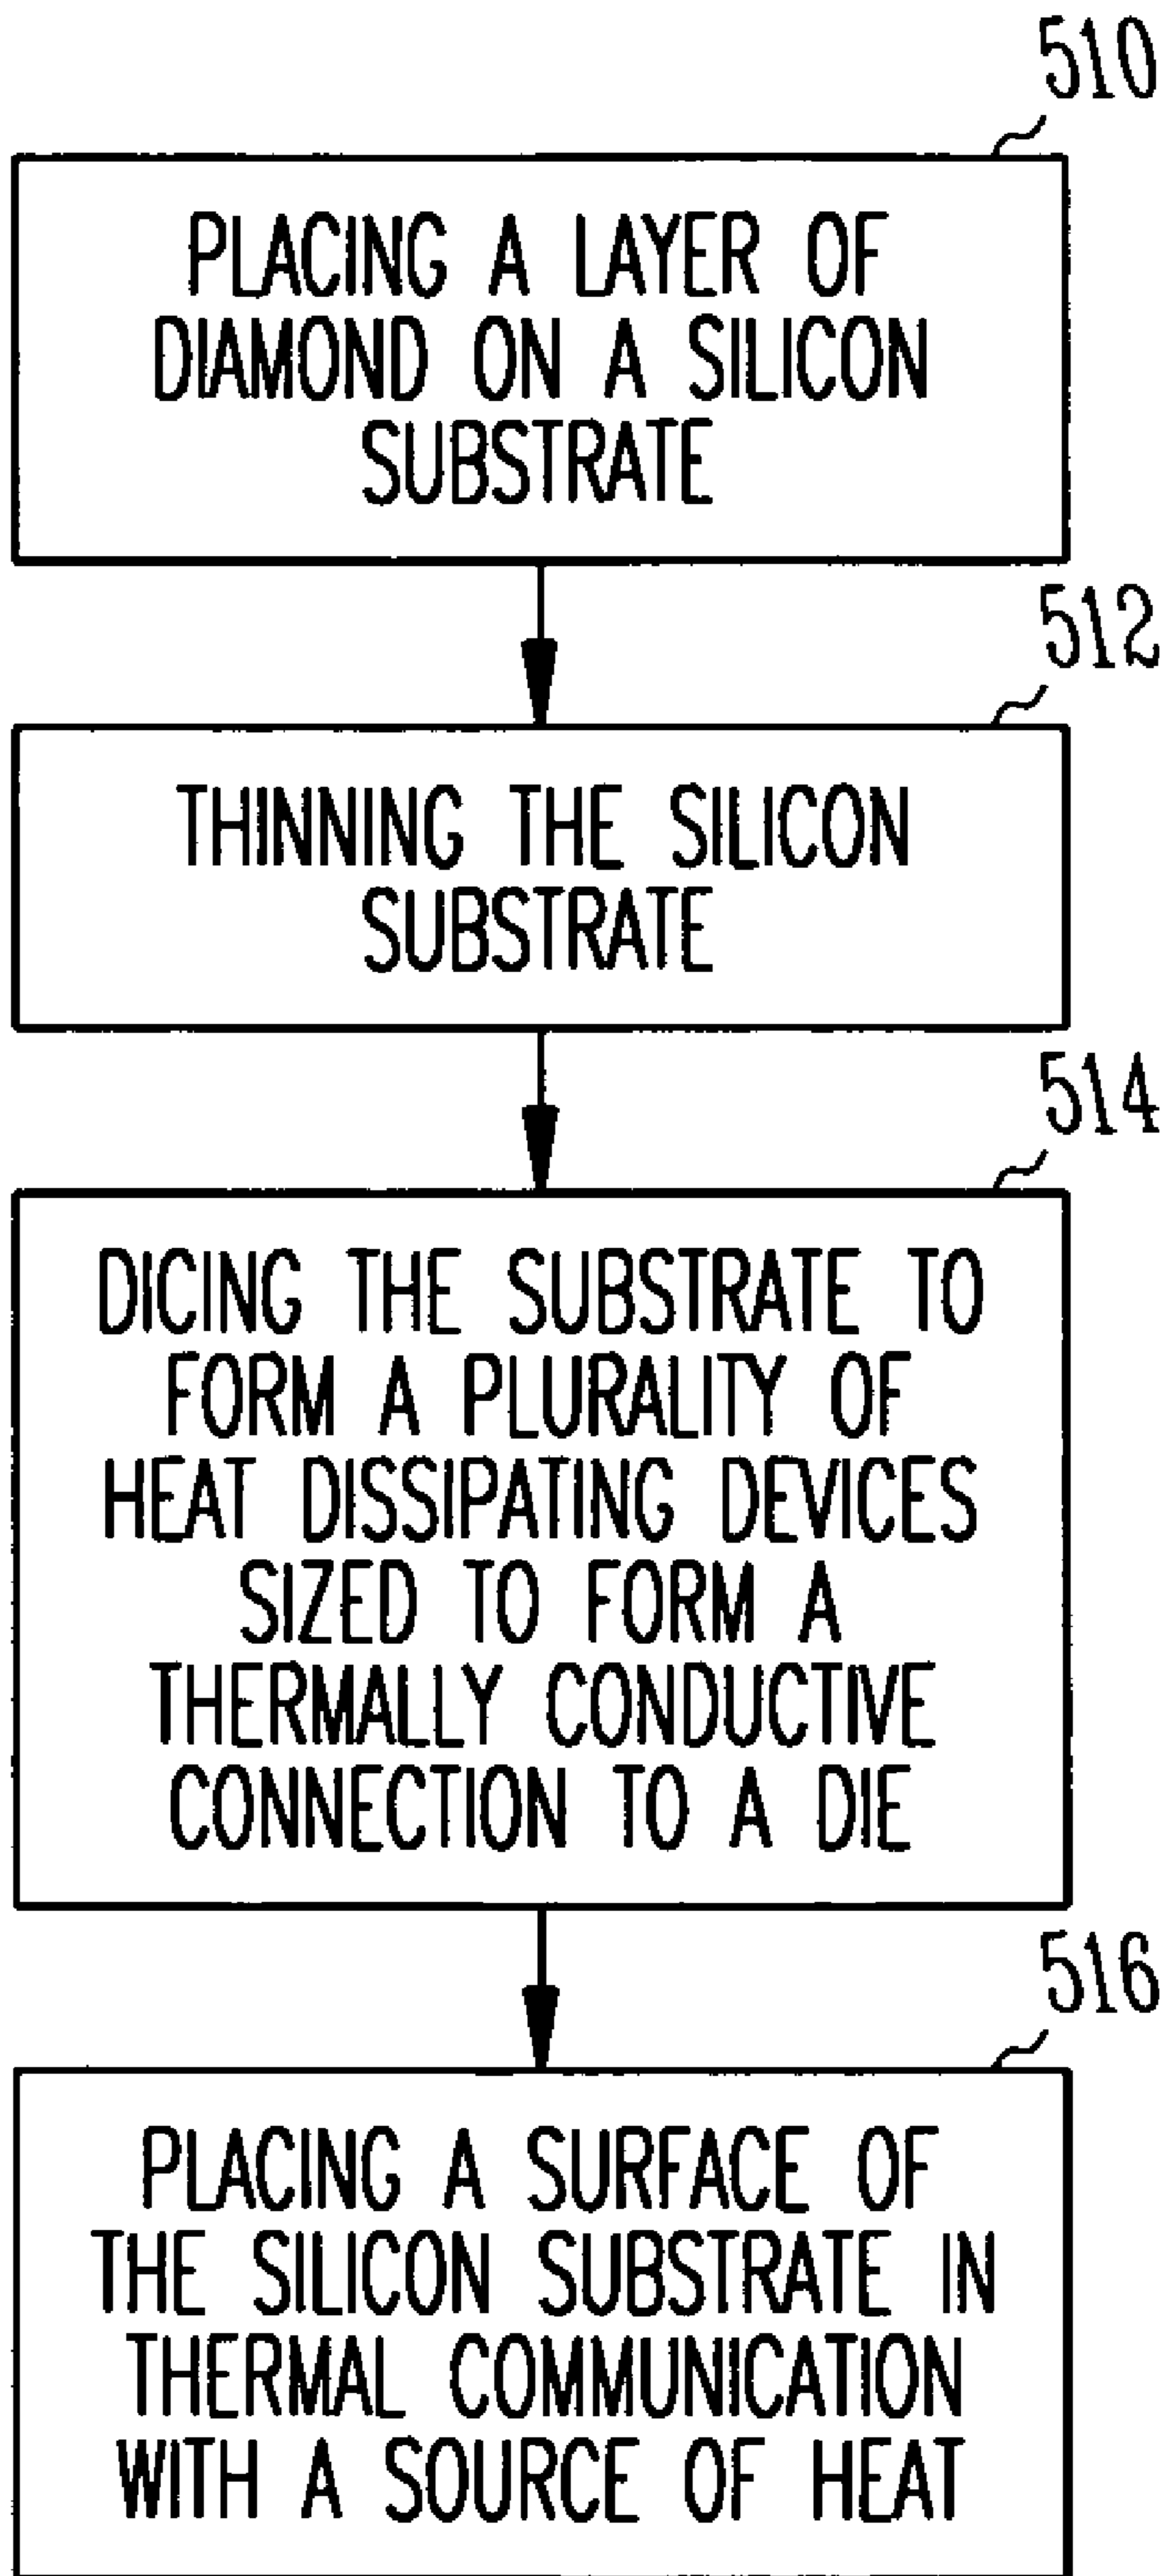 510
PLACING A LAYER OF
DIAMOND ON A SILICON
SUBSTRATE
512
THINNING THE SILICON
SUBSTRATE
514
DICING THE SUBSTRATE TO
FORM A PLURALITY OF
HEAT DISSIPATING DEVICES
SIZED TO FORM A
THERMALLY CONDUCTIVE
CONNECTION TO A DIE
516
PLACING A SURFACE OF
THE SILICON SUBSTRATE IN
THERMAL COMMUNICATION
WITH A SOURCE OF HEAT